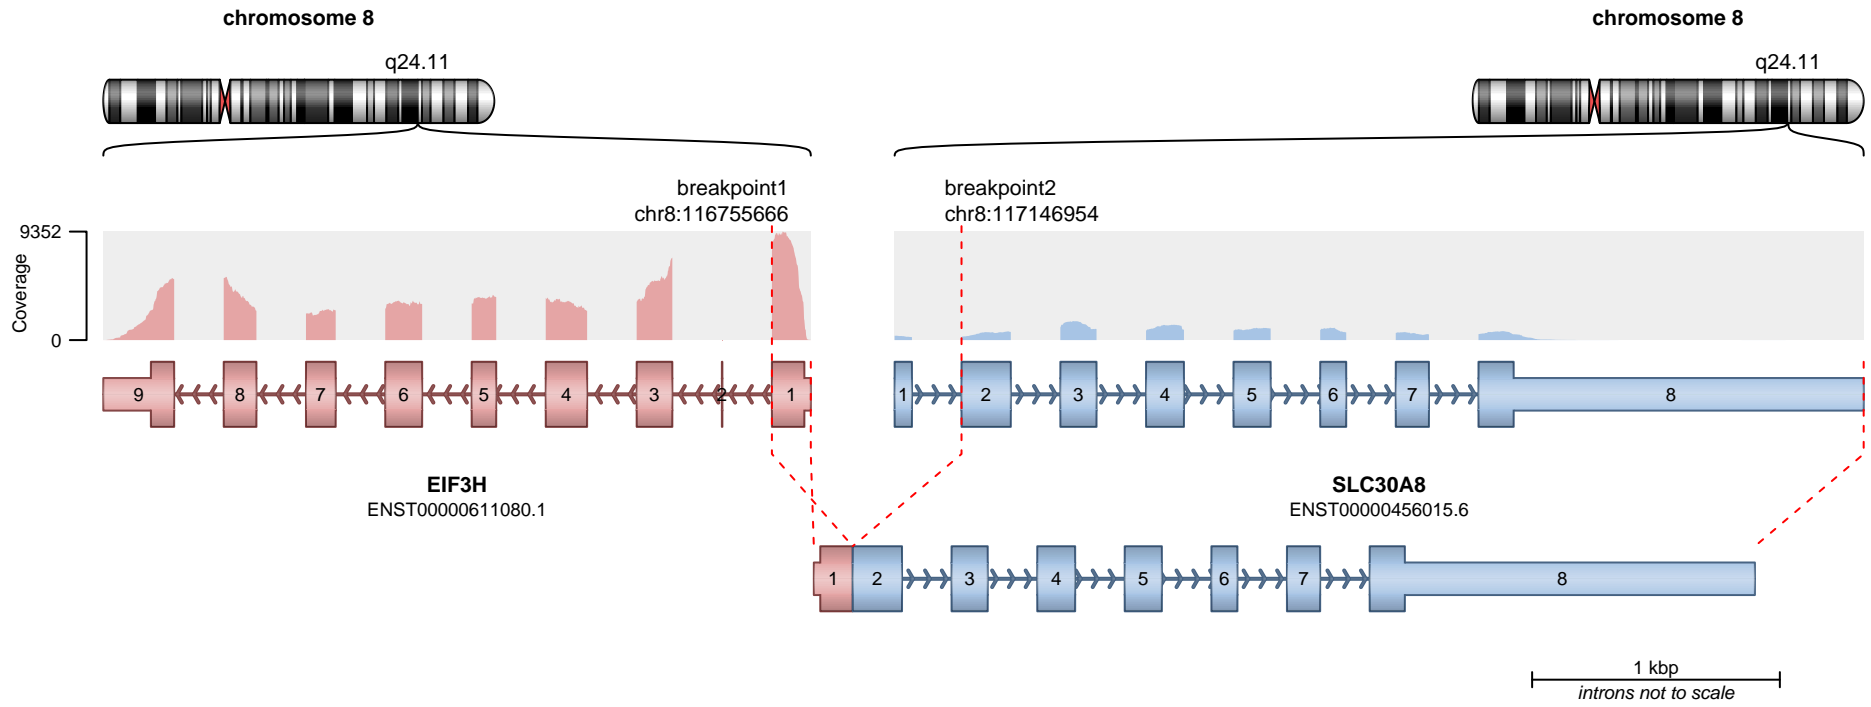 chromosome 8
chromosome 8
q24.11
q24.11
breakpoint1
chr8:116755666
breakpoint2
chr8:117146954
9352
Coverage
0
9 8 7 6 5 4 3 2 1
1 2 3 4 5 6 7 8
EIF3H
ENST00000611080.1
SLC30A8
ENST00000456015.6
1 2 3 4 5 6 7 8
1 kbp
introns not to scale